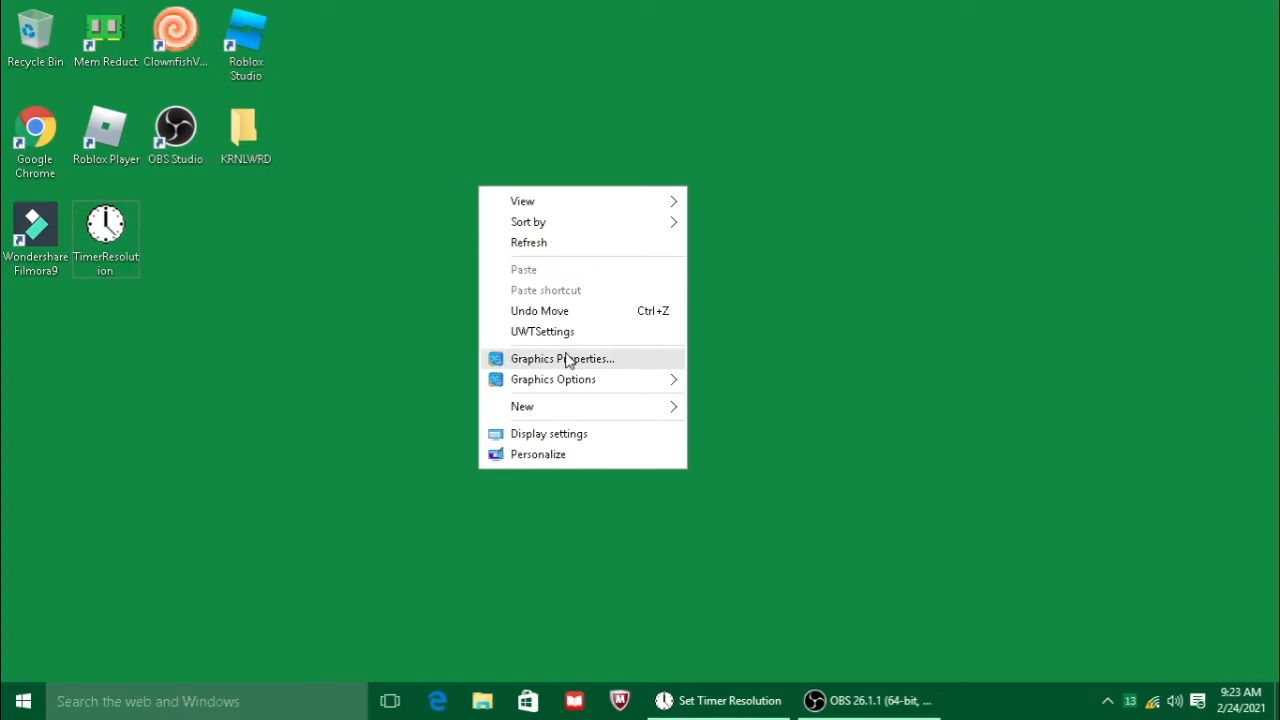 Recycle Bin
Mem Reduct
ClownfishV...
Roblox
Studio
Google
Chrome
Roblox Player
OBS Studio
KRNLWRD
Wondershare
Filmora9
TimerResolut
ion
View
Sort by
Refresh
Paste
Paste shortcut
Undo Move Ctrl+Z
UWTSettings
Graphics Properties...
Graphics Options
New
Display settings
Personalize
Search the web and Windows
Set Timer Resolution
OBS 26.1.1 (64-bit, ...
13
9:23 AM
2/24/2021